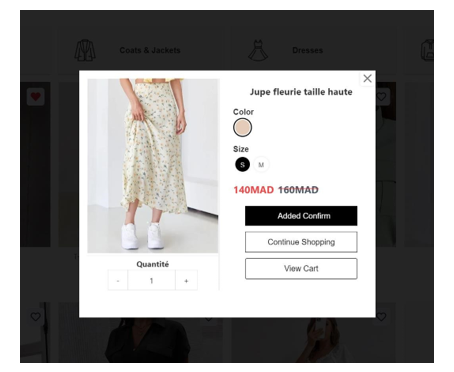 Coats & Jackets
Dresses
Jupe fleurie taille haute
Color
Size
S
M
140MAD 160MAD
Added Confirm
Continue Shopping
View Cart
Quantité
- 1 +